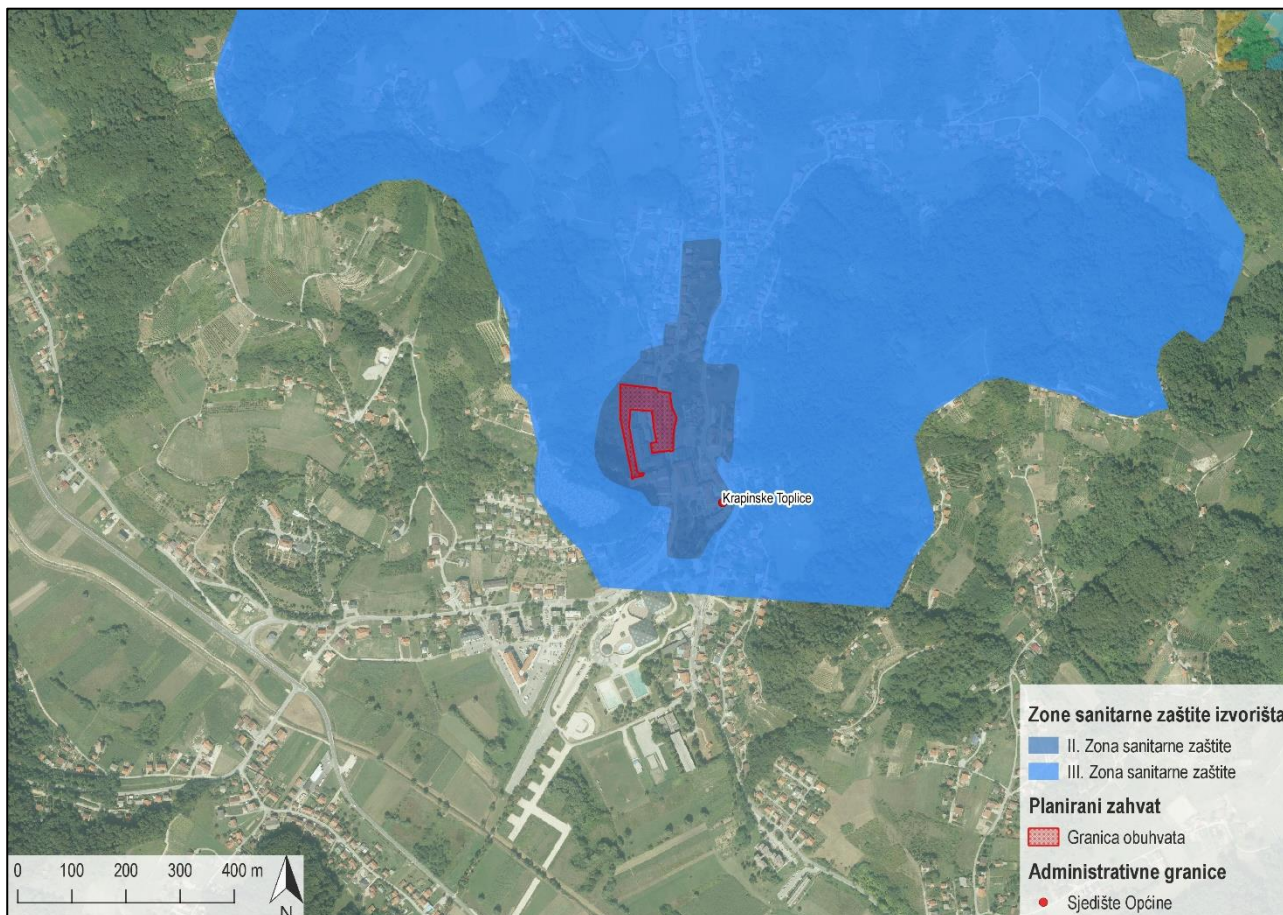 Krapinske Toplice
Zone sanitarne zaštite izvorišta
II. Zona sanitarne zaštite
III. Zona sanitarne zaštite
Planirani zahvat
Granica obuhvata
Administrativne granice
Sjedište Općine
0 100 200 400 m
N